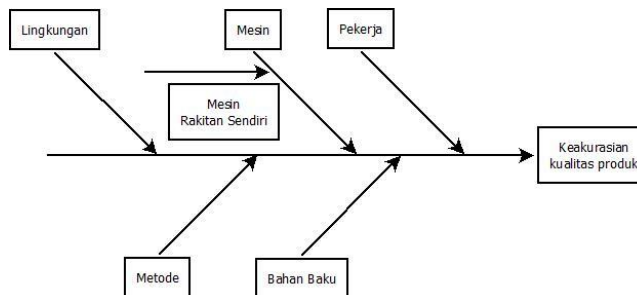 Lingkungan
Mesin
Pekerja
Mesin
Rakitan Sendiri
Keakurasian
kualitas produk
Metode
Bahan Baku